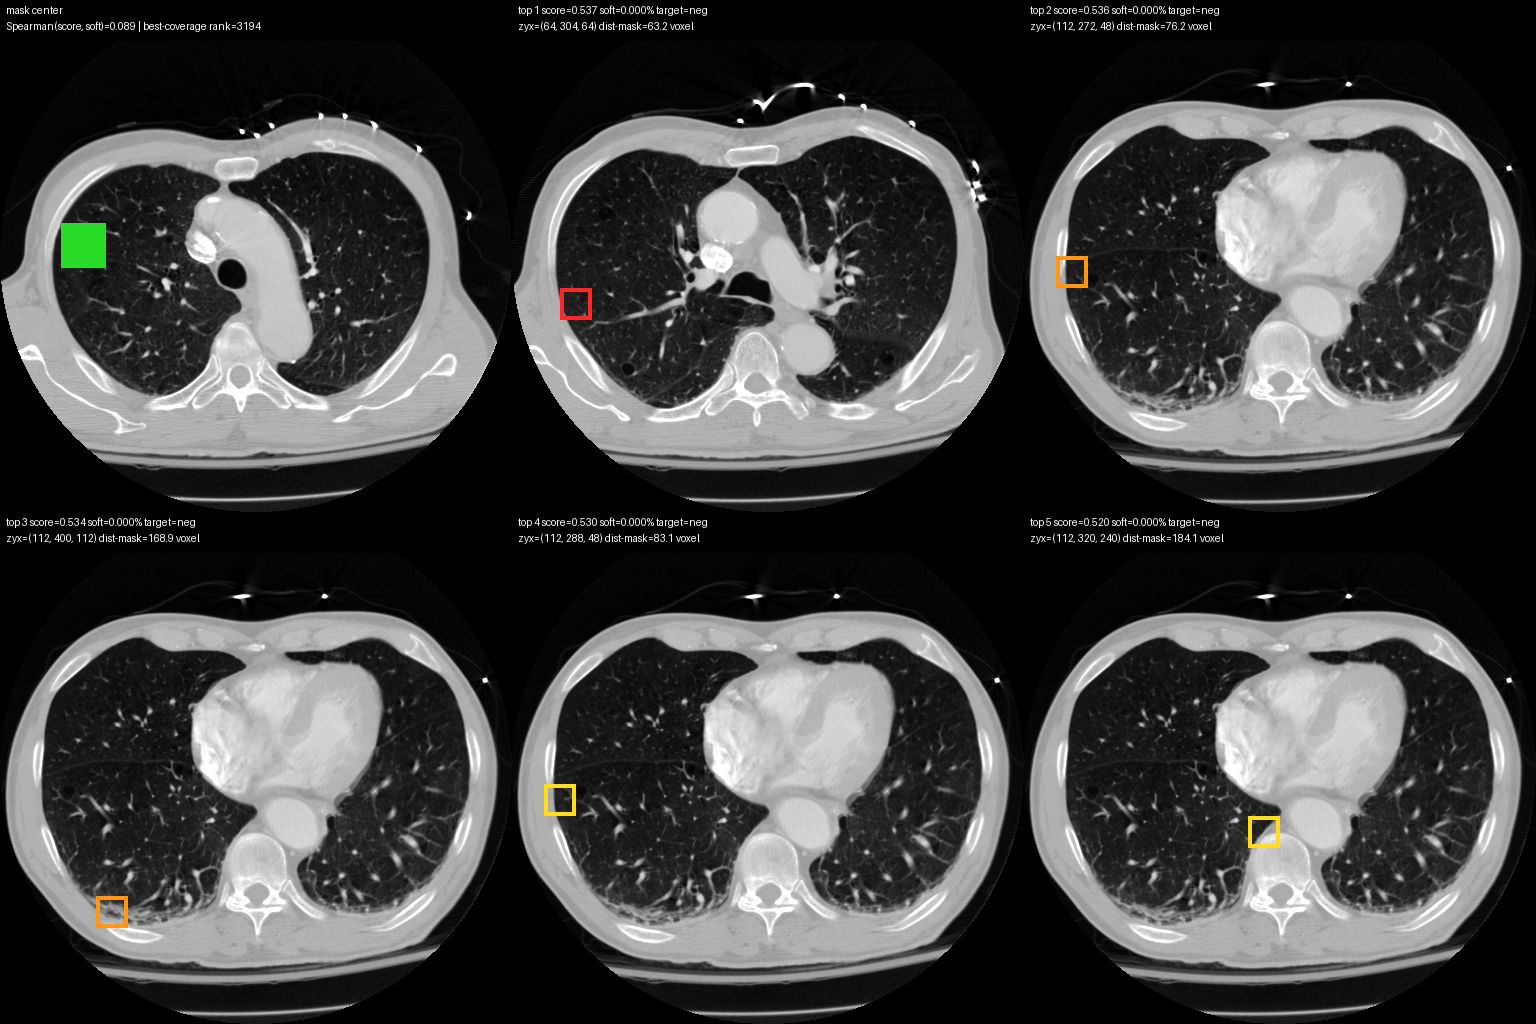 mask center
Spearman(score, soft)=0.089 | best-coverage rank=3194
top 1 score=0.537 soft=0.000% target=neg
zyx=(64, 304, 64) dist-mask=63.2 voxel
top 2 score=0.536 soft=0.000% target=neg
zyx=(112, 272, 48) dist-mask=76.2 voxel
top 3 score=0.534 soft=0.000% target=neg
zyx=(112, 400, 112) dist-mask=168.9 voxel
top 4 score=0.530 soft=0.000% target=neg
zyx=(112, 288, 48) dist-mask=83.1 voxel
top 5 score=0.520 soft=0.000% target=neg
zyx=(112, 320, 240) dist-mask=184.1 voxel